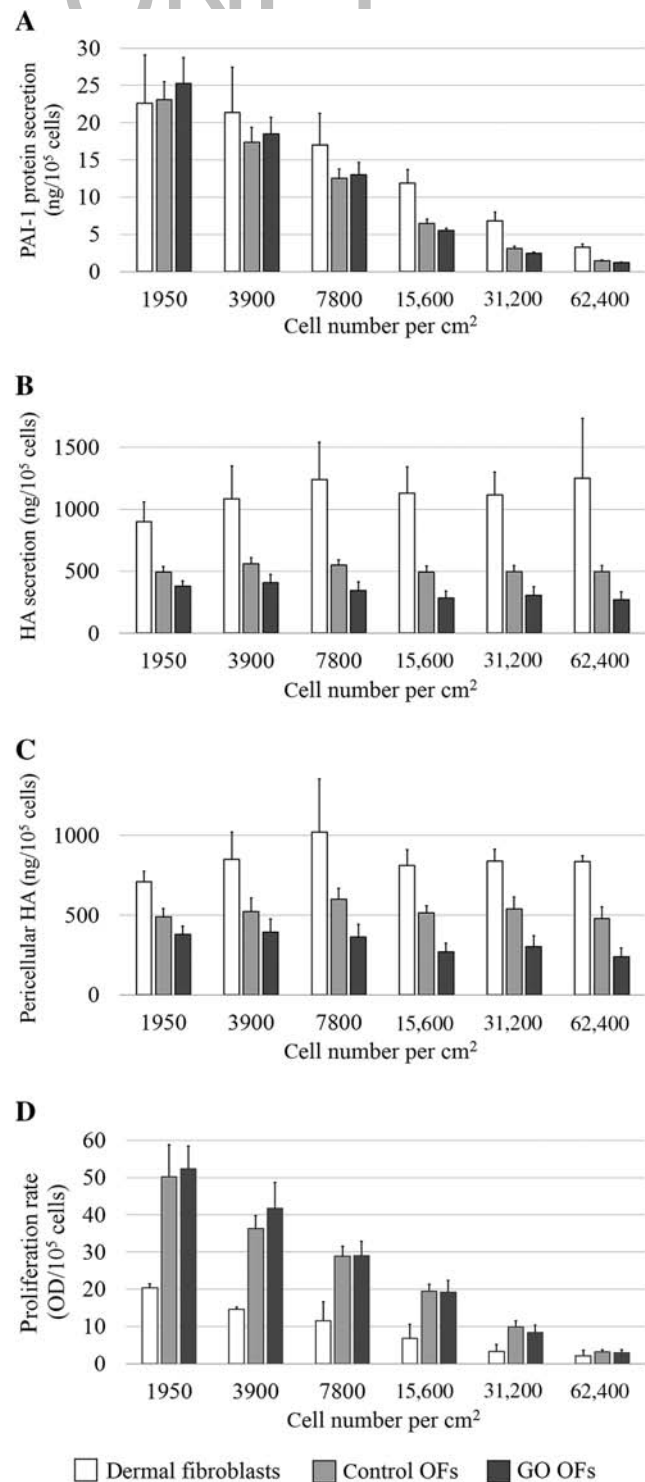 A
PAI-1 protein secretion
(ng/10⁵ cells)
30
25
20
15
10
5
0
1950 3900 7800 15,600 31,200 62,400
Cell number per cm²
B
HA secretion (ng/10⁵ cells)
1500
1000
500
0
1950 3900 7800 15,600 31,200 62,400
Cell number per cm²
C
Pericellular HA (ng/10⁵ cells)
1000
500
0
1950 3900 7800 15,600 31,200 62,400
Cell number per cm²
D
Proliferation rate
(OD/10⁵ cells)
60
50
40
30
20
10
0
1950 3900 7800 15,600 31,200 62,400
Cell number per cm²
Dermal fibroblasts Control OFs GO OFs